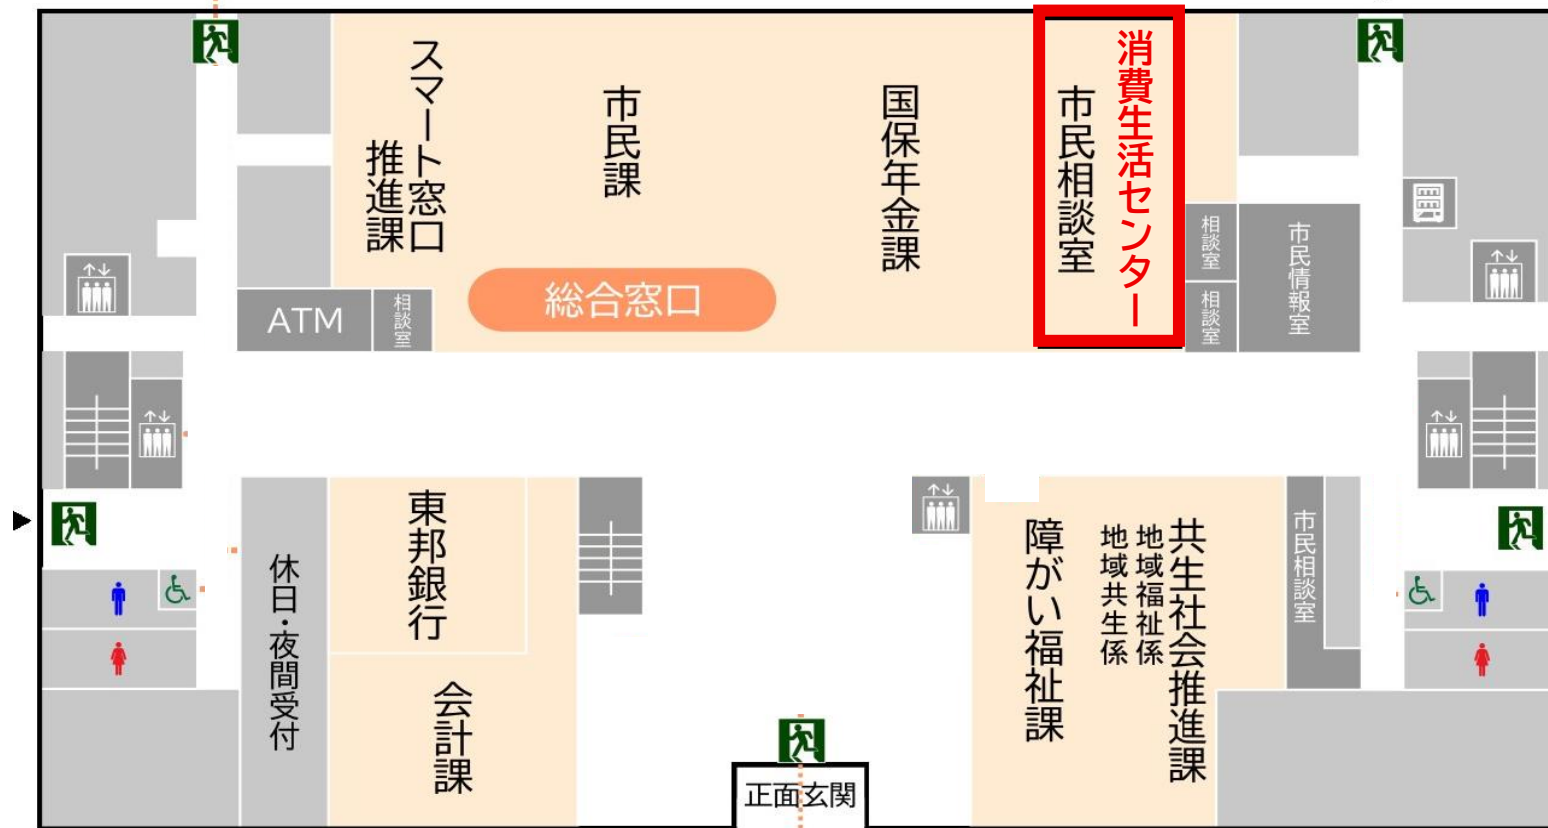 スマート窓口
推進課
市民課
国保年金課
市民相談室
消費生活センター
相談室
相談室
市民情報室
総合窓口
ATM
相談室
休日・夜間受付
東邦銀行
会計課
障がい福祉課
共生社会推進課
地域福祉係
地域共生係
市民相談室
正面玄関